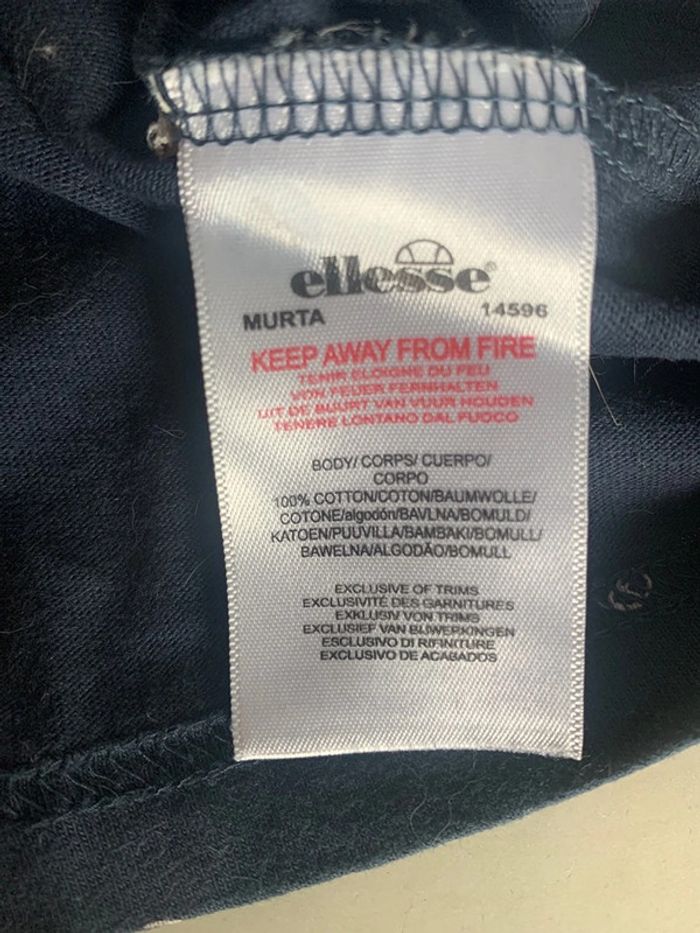 ellesse®
MURTA 14596
KEEP AWAY FROM FIRE
TENIR ELOIGNE DU FEU
VON FEUER FERNHALTEN
UIT DE BUURT VAN VUUR HOUDEN
TENERE LONTANO DAL FUOCO
BODY/ CORPS/ CUERPO/
CORPO
100% COTTON/COTON/BAUMWOLLE/
COTONE/algodón/BAVLNA/BOMULD/
KATOEN/PUUVILLA/BAMBAKI/BOMULL/
BAWELNA/ALGODÃO/BOMULL
EXCLUSIVE OF TRIMS
EXCLUSIVITÉ DES GARNITURES
EXKLUSIV VON TRIMS
EXCLUSIEF VAN BIJWERKINGEN
ESCLUSIVO DI RIFINITURE
EXCLUSIVO DE ACABADOS